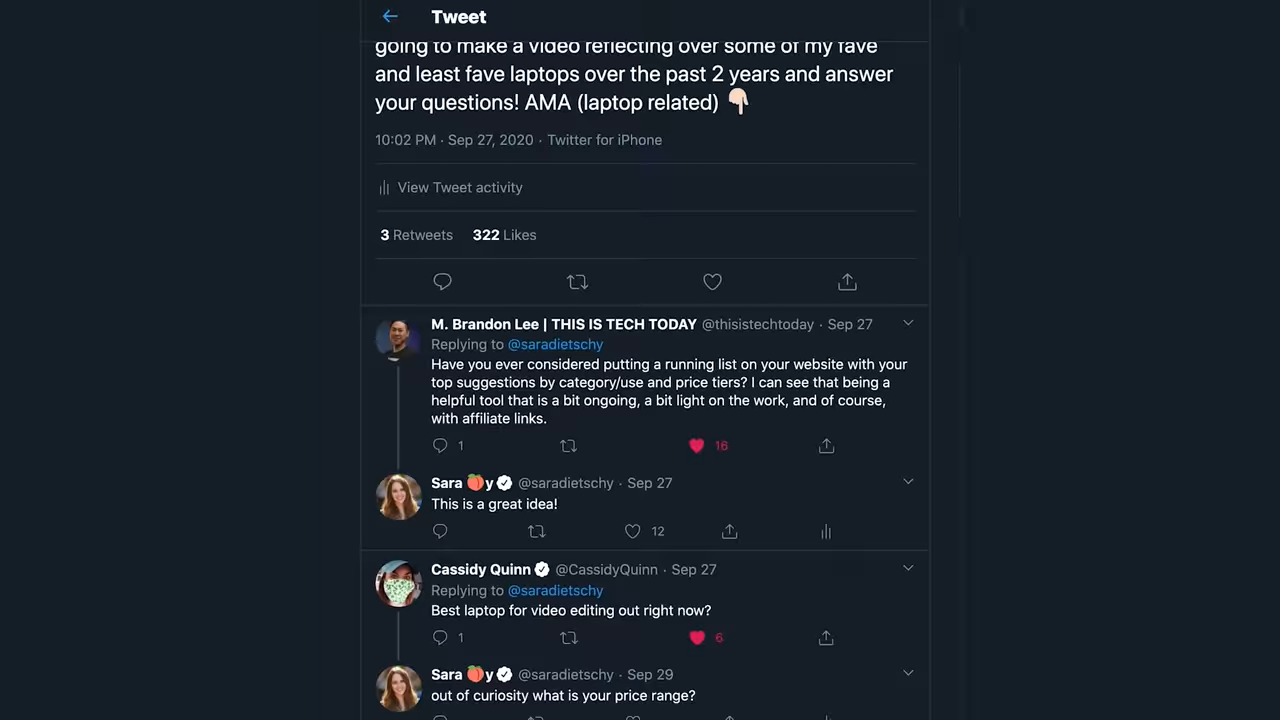 Tweet
going to make a video reflecting over some of my fave
and least fave laptops over the past 2 years and answer
your questions! AMA (laptop related) 👇🏻
10:02 PM · Sep 27, 2020 · Twitter for iPhone
View Tweet activity
3 Retweets 322 Likes
M. Brandon Lee | THIS IS TECH TODAY @thisistechtoday · Sep 27
Replying to @saradietschy
Have you ever considered putting a running list on your website with your
top suggestions by category/use and price tiers? I can see that being a
helpful tool that is a bit ongoing, a bit light on the work, and of course,
with affiliate links.
1 16
Sara 🍑y @saradietschy · Sep 27
This is a great idea!
12
Cassidy Quinn @CassidyQuinn · Sep 27
Replying to @saradietschy
Best laptop for video editing out right now?
1 6
Sara 🍑y @saradietschy · Sep 29
out of curiosity what is your price range?